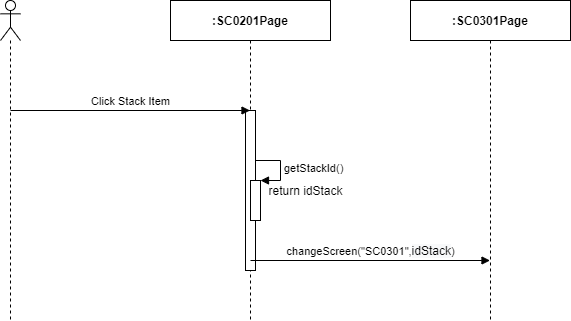 :SC0201Page
:SC0301Page
Click Stack Item
getStackId()
return idStack
changeScreen("SC0301",idStack)